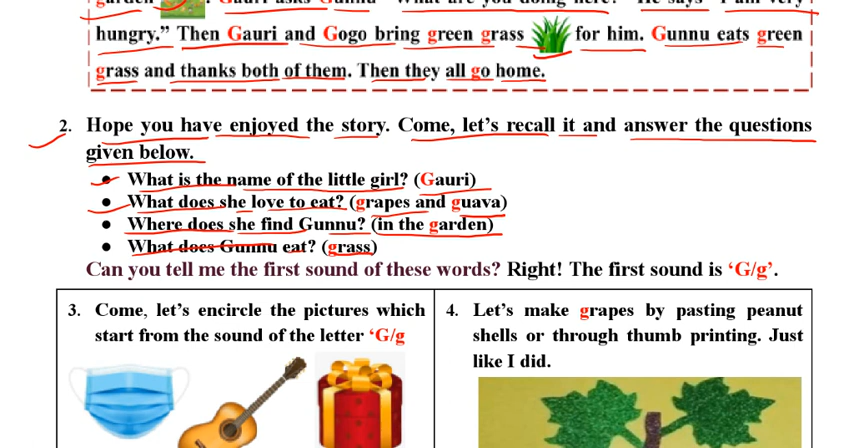 hungry.” Then Gauri and Gogo bring green grass for him. Gunnu eats green
grass and thanks both of them. Then they all go home.
2. Hope you have enjoyed the story. Come, let’s recall it and answer the questions
given below.
● What is the name of the little girl? (Gauri)
● What does she love to eat? (grapes and guava)
● Where does she find Gunnu? (in the garden)
● What does Gunnu eat? (grass)
Can you tell me the first sound of these words? Right! The first sound is ‘G/g’.
3. Come, let’s encircle the pictures which
start from the sound of the letter ‘G/g
4. Let’s make grapes by pasting peanut
shells or through thumb printing. Just
like I did.